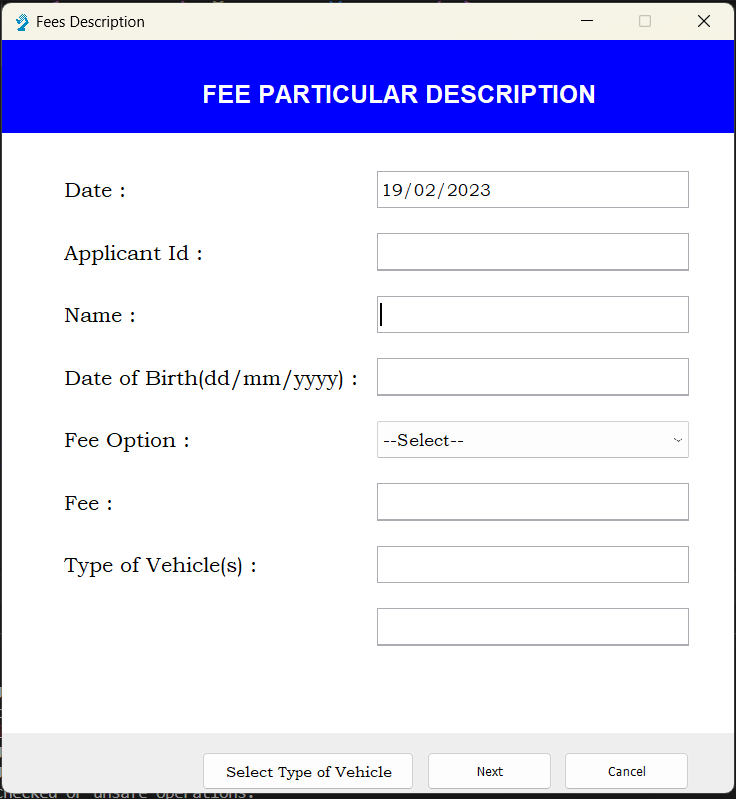 Fees Description
FEE PARTICULAR DESCRIPTION
Date : 19/02/2023
Applicant Id :
Name :
Date of Birth(dd/mm/yyyy) :
Fee Option : --Select--
Fee :
Type of Vehicle(s) :
Select Type of Vehicle Next Cancel
checked or unsafe operations.